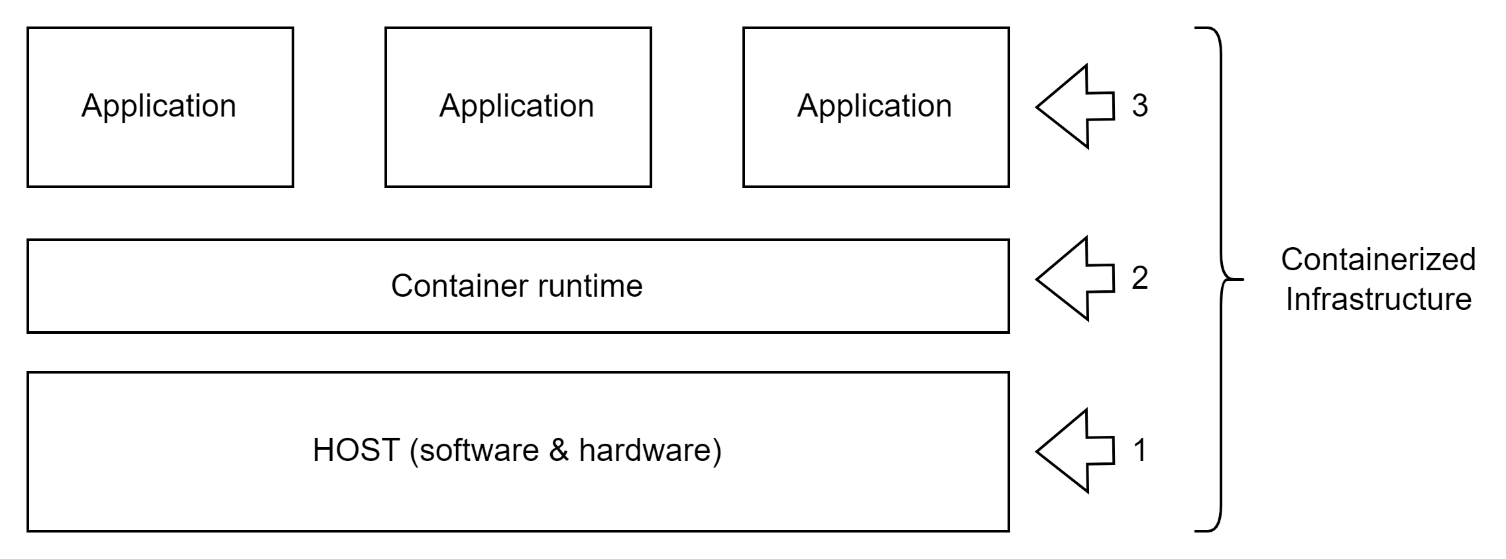 Application
Application
Application
3
Container runtime
2
HOST (software & hardware)
1
Containerized
Infrastructure